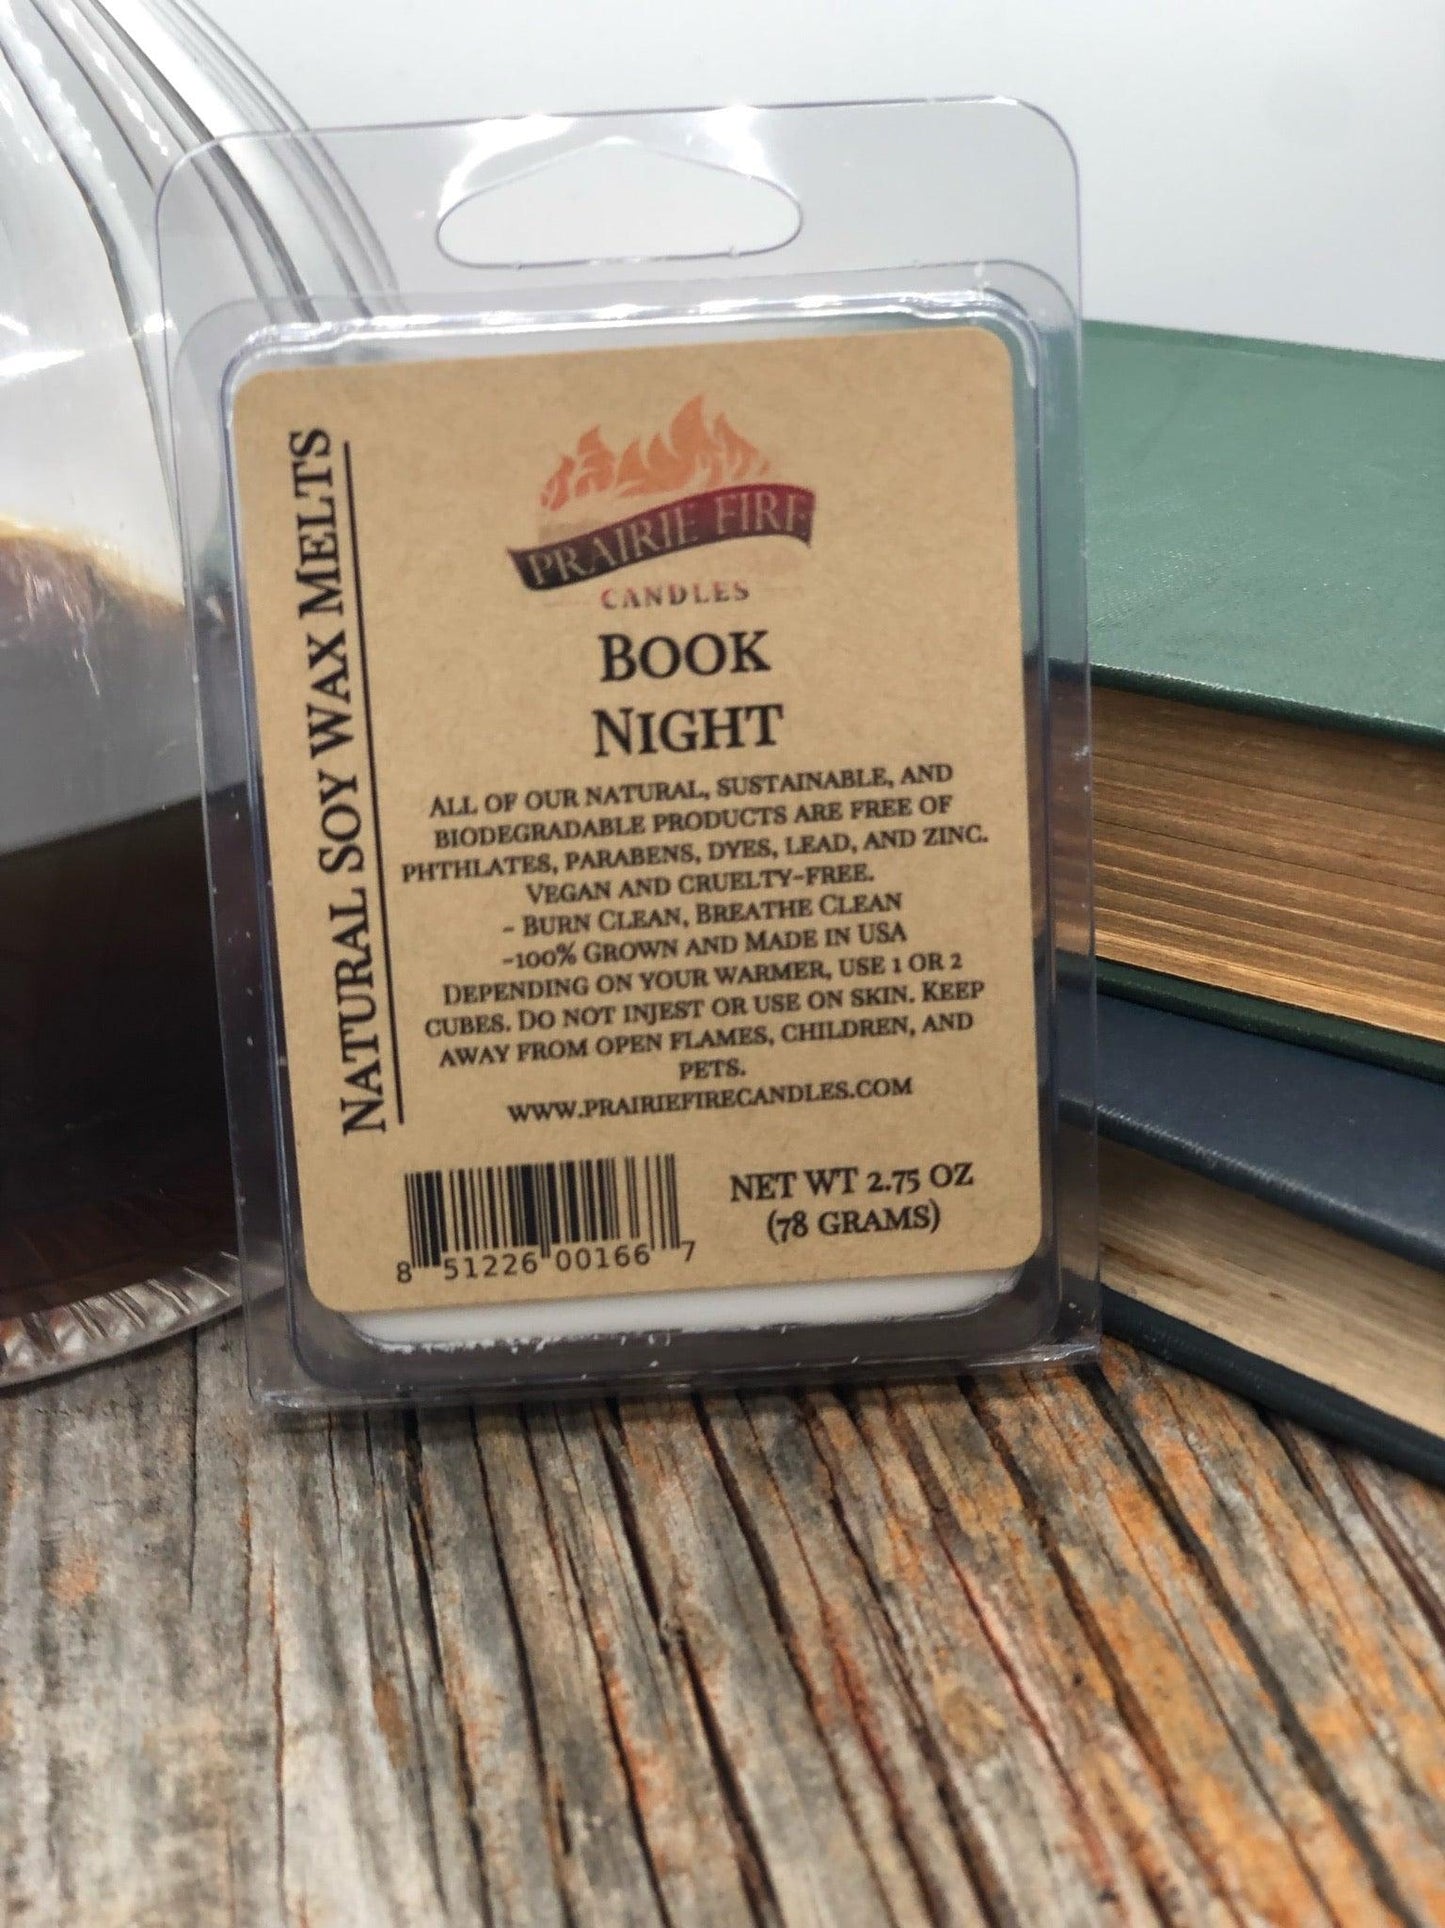 NATURAL SOY WAX MELTS
PRAIRIE FIRE
CANDLES
BOOK
NIGHT
ALL OF OUR NATURAL, SUSTAINABLE, AND
BIODEGRADABLE PRODUCTS ARE FREE OF
PHTHLATES, PARABENS, DYES, LEAD, AND ZINC.
VEGAN AND CRUELTY-FREE.
- BURN CLEAN, BREATHE CLEAN
-100% GROWN AND MADE IN USA
DEPENDING ON YOUR WARMER, USE 1 OR 2
CUBES. DO NOT INJEST OR USE ON SKIN. KEEP
AWAY FROM OPEN FLAMES, CHILDREN, AND
PETS.
WWW.PRAIRIEFIRECANDLES.COM
NET WT 2.75 OZ
(78 GRAMS)
8 51226 00166 7